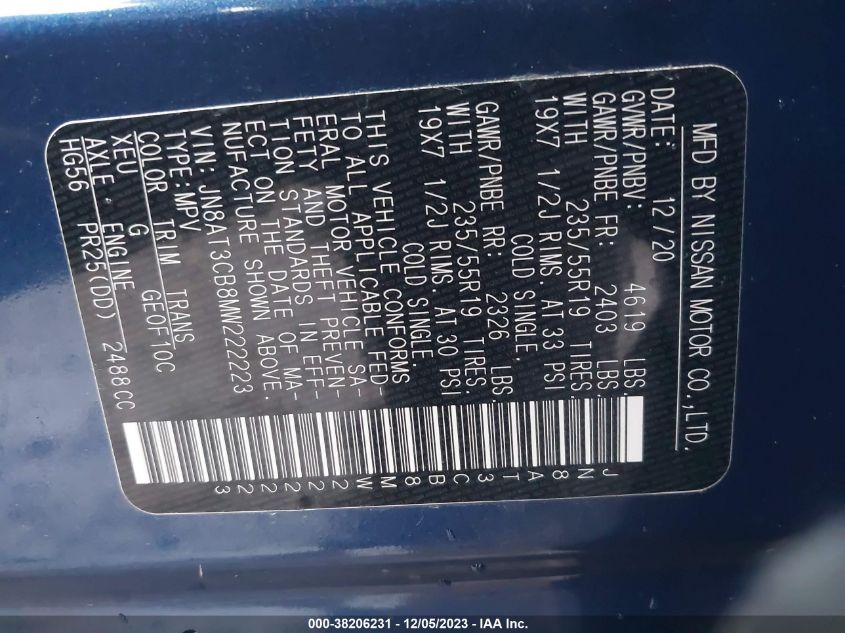 MFD BY NISSAN MOTOR CO.,LTD.
DATE: 12/20
GVWR/PNBV: 4619 LBS.
GAWR/PNBE FR: 2403 LBS.
WITH 235/55R19 TIRES.
19X7 1/2J RIMS. AT 33 PSI
COLD SINGLE.
GAWR/PNBE RR: 2326 LBS.
WITH 235/55R19 TIRES.
19X7 1/2J RIMS AT 30 PSI
COLD SINGLE.
THIS VEHICLE CONFORMS
TO ALL APPLICABLE FED
ERAL MOTOR VEHICLE SA-
FETY AND THEFT PREVEN-
TION STANDARDS IN EFF-
ECT ON THE DATE OF MA-
NUFACTURE SHOWN ABOVE.
VIN: JN8AT3CB8MW222223
TYPE: MPV
COLOR TRIM TRANS
XEU G GE0F10C
AXLE ENGINE
HG56 PR25(DD) 2488CC
JN8AT3CB8MW222223
000-38206231 - 12/05/2023 - IAA Inc.